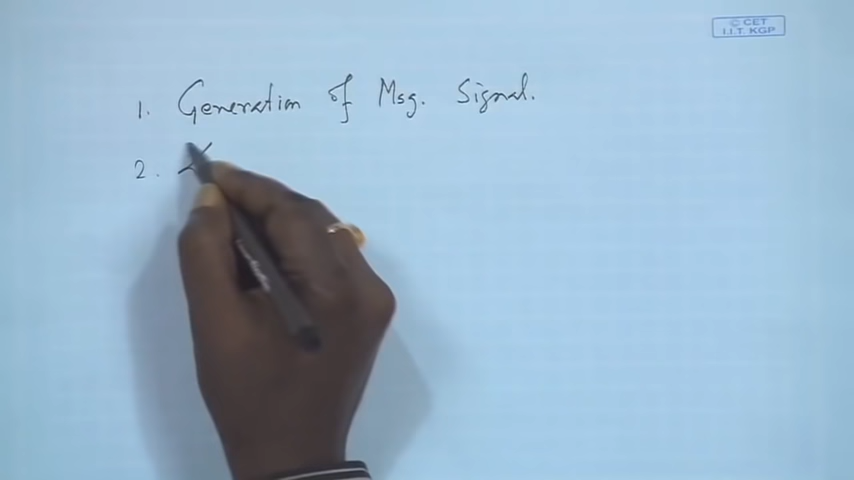 © CET
I.I.T. KGP
1. Generation of Msg. Signal.
2.